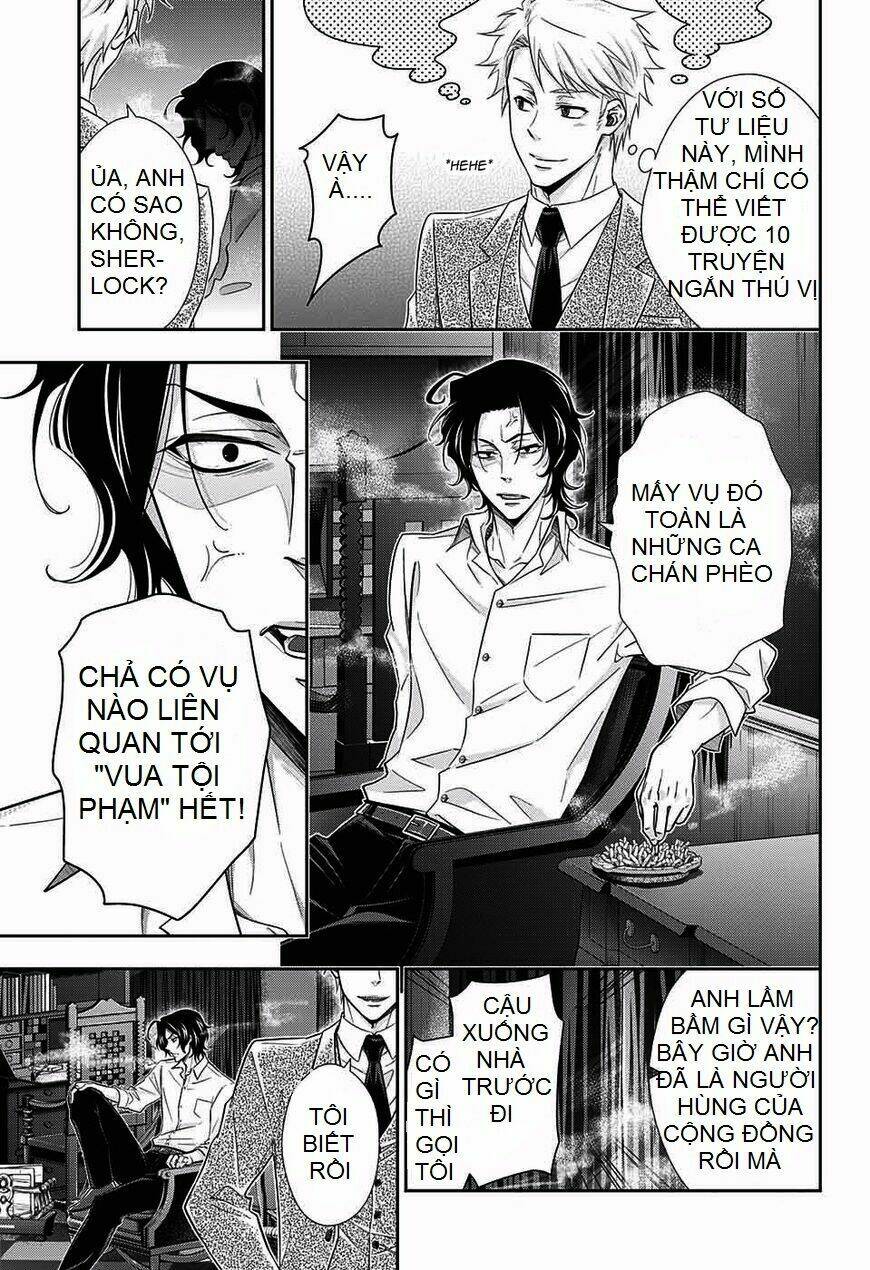 VỚI SỐ
TƯ LIỆU
NÀY, MÌNH
THẬM CHÍ CÓ
THỂ VIẾT
ĐƯỢC 10
TRUYỆN
NGẮN THÚ VỊ
*HEHE*
VẬY
À....
ỦA, ANH
CÓ SAO
KHÔNG,
SHER-
LOCK?
MẤY VỤ ĐÓ
TOÀN LÀ
NHỮNG CA
CHÁN PHÈO
CHẢ CÓ VỤ
NÀO LIÊN
QUAN TỚI
"VUA TỘI
PHẠM" HẾT!
ANH LẦM
BẦM GÌ VẬY?
BÂY GIỜ ANH
ĐÃ LÀ NGƯỜI
HÙNG CỦA
CỘNG ĐỒNG
RỒI MÀ
CẬU
XUỐNG
NHÀ
TRƯỚC
ĐI
CÓ
GÌ
THÌ
GỌI
TÔI
TÔI
BIẾT
RỒI